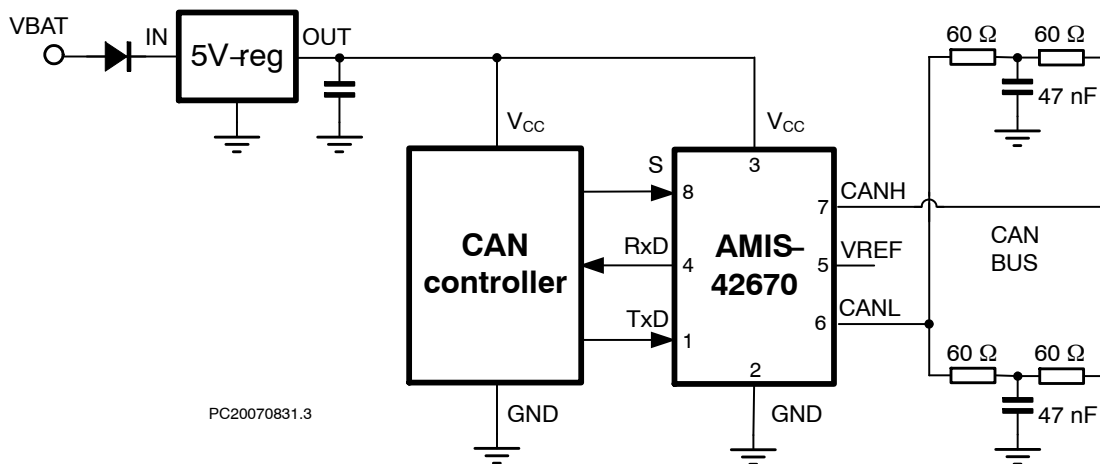 VBAT
IN
5V-reg
OUT
60 Ω
60 Ω
47 nF
VCC
VCC
CAN
controller
S
RxD
TxD
8
4
1
3
AMIS-
42670
2
7
5
6
CANH
VREF
CANL
CAN
BUS
60 Ω
60 Ω
47 nF
GND
GND
PC20070831.3